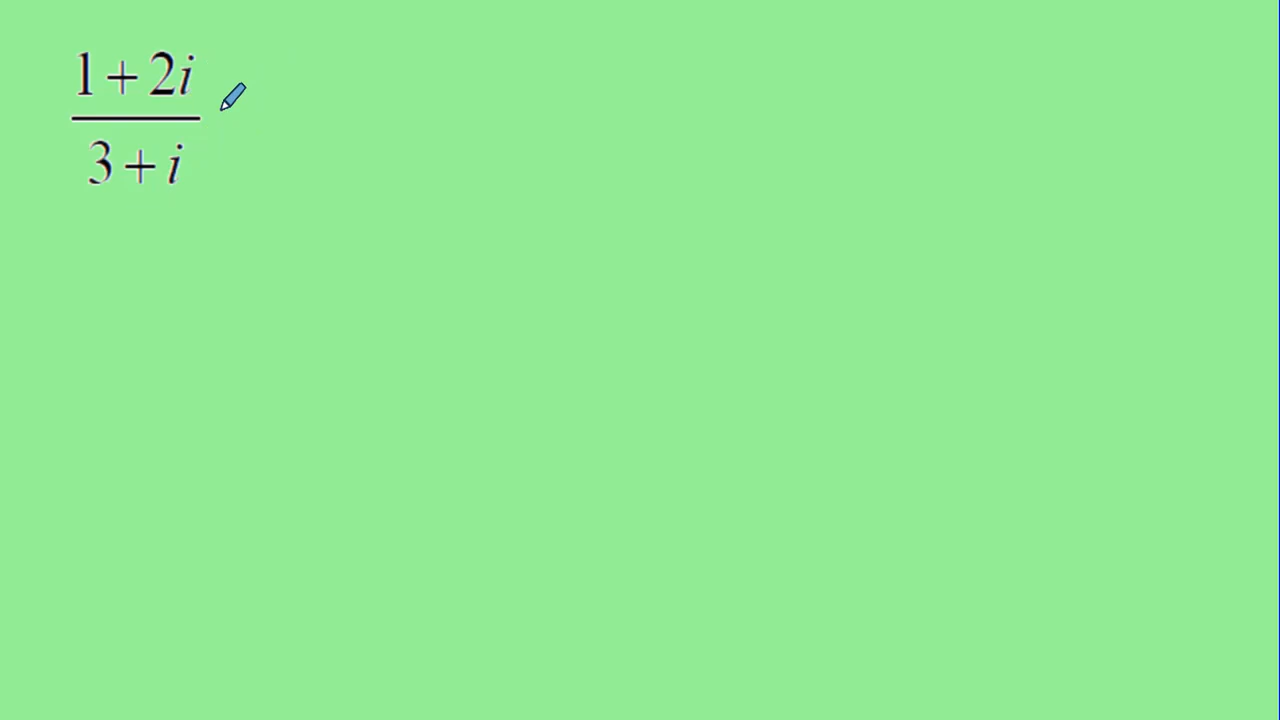 1 + 2i
3 + i